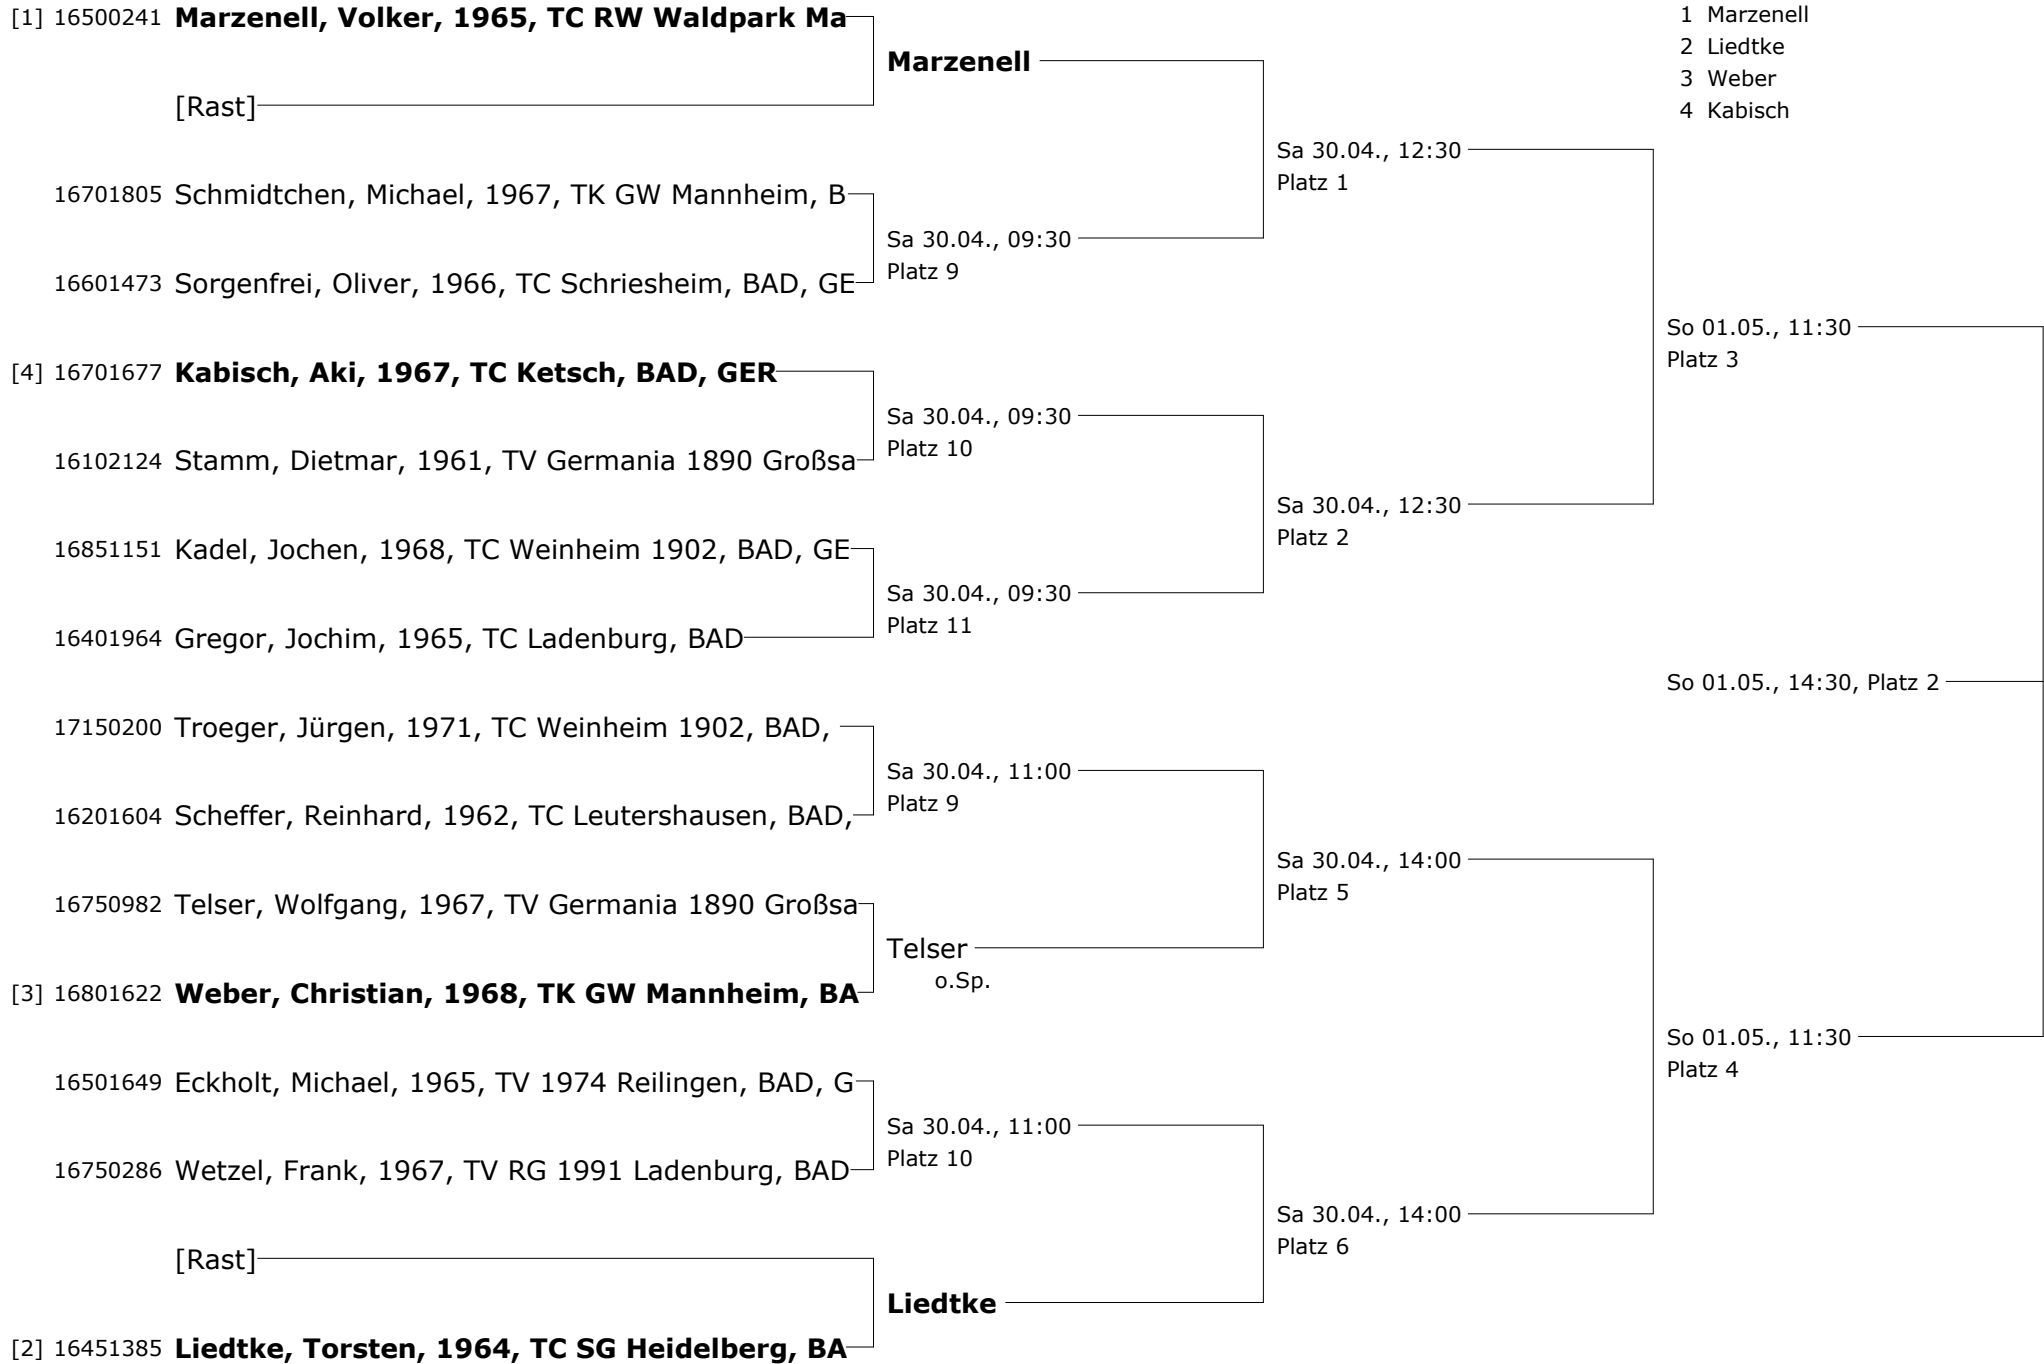 [1] 16500241 Marzenell, Volker, 1965, TC RW Waldpark Ma
1 Marzenell
2 Liedtke
3 Weber
4 Kabisch
Marzenell
[Rast]
Sa 30.04., 12:30
Platz 1
16701805 Schmidtchen, Michael, 1967, TK GW Mannheim, B
Sa 30.04., 09:30
Platz 9
16601473 Sorgenfrei, Oliver, 1966, TC Schriesheim, BAD, GE
So 01.05., 11:30
Platz 3
[4] 16701677 Kabisch, Aki, 1967, TC Ketsch, BAD, GER
Sa 30.04., 09:30
Platz 10
16102124 Stamm, Dietmar, 1961, TV Germania 1890 Großsa
Sa 30.04., 12:30
Platz 2
16851151 Kadel, Jochen, 1968, TC Weinheim 1902, BAD, GE
Sa 30.04., 09:30
Platz 11
16401964 Gregor, Jochim, 1965, TC Ladenburg, BAD
So 01.05., 14:30, Platz 2
17150200 Troeger, Jürgen, 1971, TC Weinheim 1902, BAD,
Sa 30.04., 11:00
Platz 9
16201604 Scheffer, Reinhard, 1962, TC Leutershausen, BAD,
Sa 30.04., 14:00
Platz 5
16750982 Telser, Wolfgang, 1967, TV Germania 1890 Großsa
Telser
o.Sp.
[3] 16801622 Weber, Christian, 1968, TK GW Mannheim, BA
So 01.05., 11:30
Platz 4
16501649 Eckholt, Michael, 1965, TV 1974 Reilingen, BAD, G
Sa 30.04., 11:00
Platz 10
16750286 Wetzel, Frank, 1967, TV RG 1991 Ladenburg, BAD
Sa 30.04., 14:00
Platz 6
[Rast]
Liedtke
[2] 16451385 Liedtke, Torsten, 1964, TC SG Heidelberg, BA